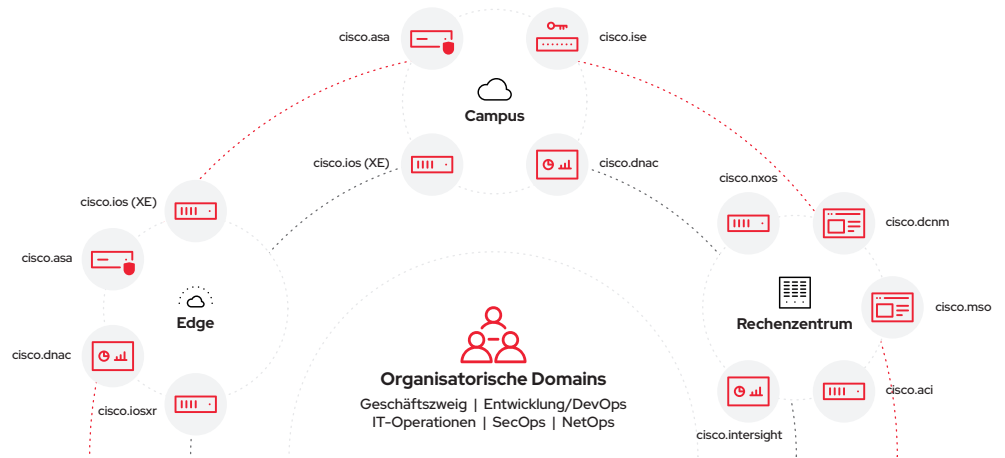 cisco.asa
cisco.ise
Campus
cisco.ios (XE)
cisco.dnac
cisco.ios (XE)
cisco.asa
Edge
cisco.dnac
cisco.iosxr
cisco.nxos
cisco.dcnm
cisco.mso
Rechenzentrum
cisco.aci
cisco.intersight
Organisatorische Domains
Geschäftszweig | Entwicklung/DevOps
IT-Operationen | SecOps | NetOps